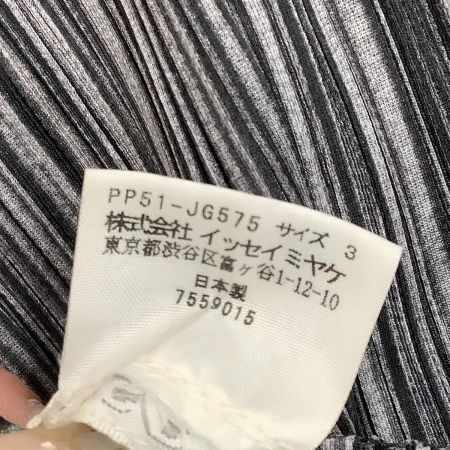 PP51-JG575 サイズ 3
株式会社 イッセイミヤケ
東京都渋谷区富ヶ谷1-12-10
日本製
7559015